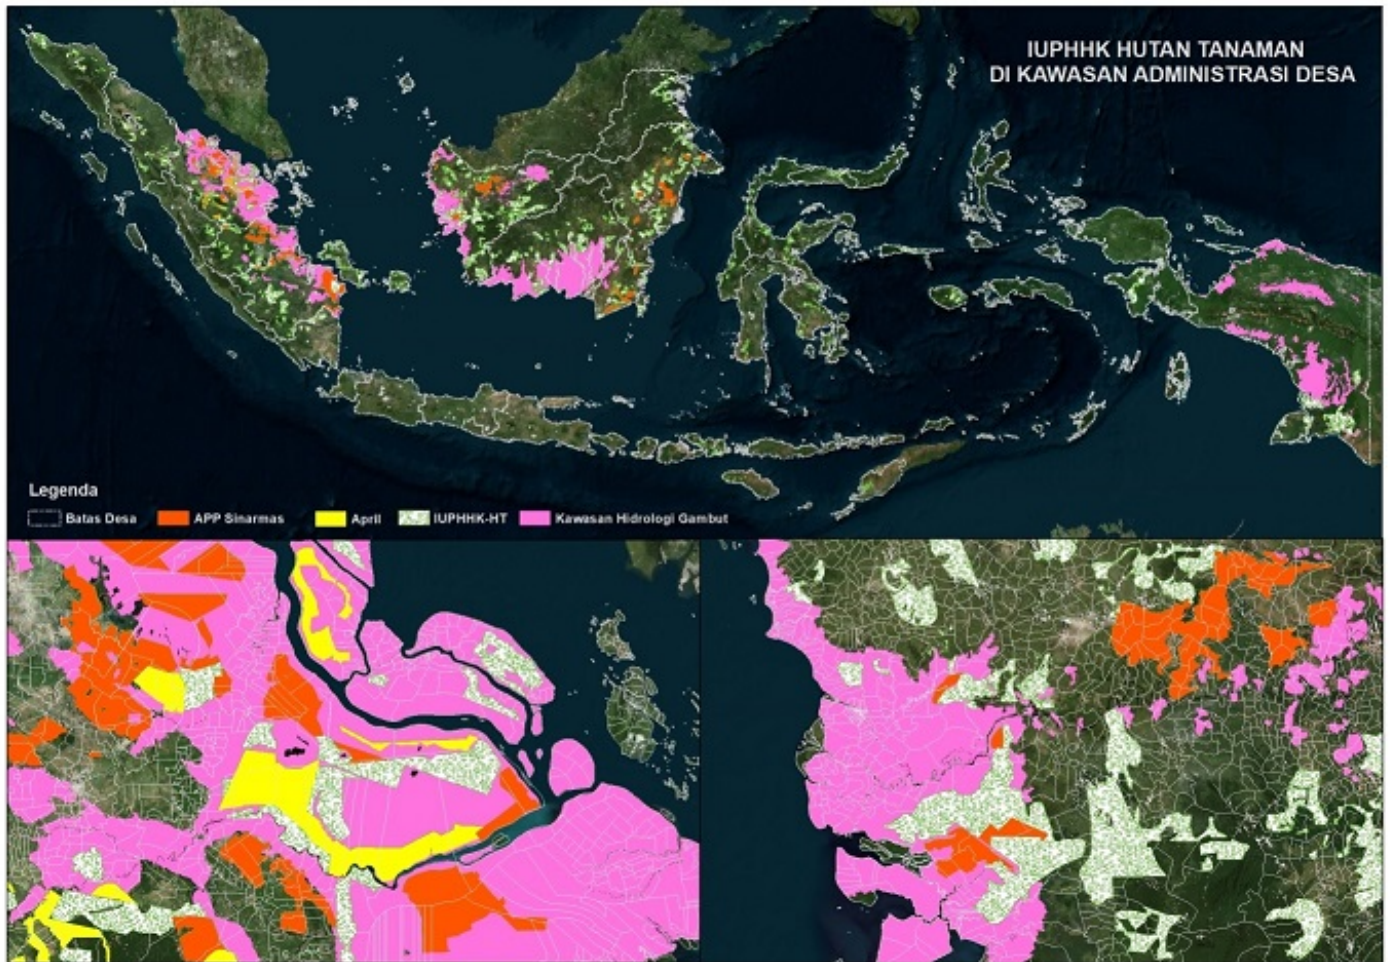 IUPHHK HUTAN TANAMAN
DI KAWASAN ADMINISTRASI DESA
Legenda
Batas Desa APP Sinarmas April IUPHHK-HT Kawasan Hidrologi Gambut